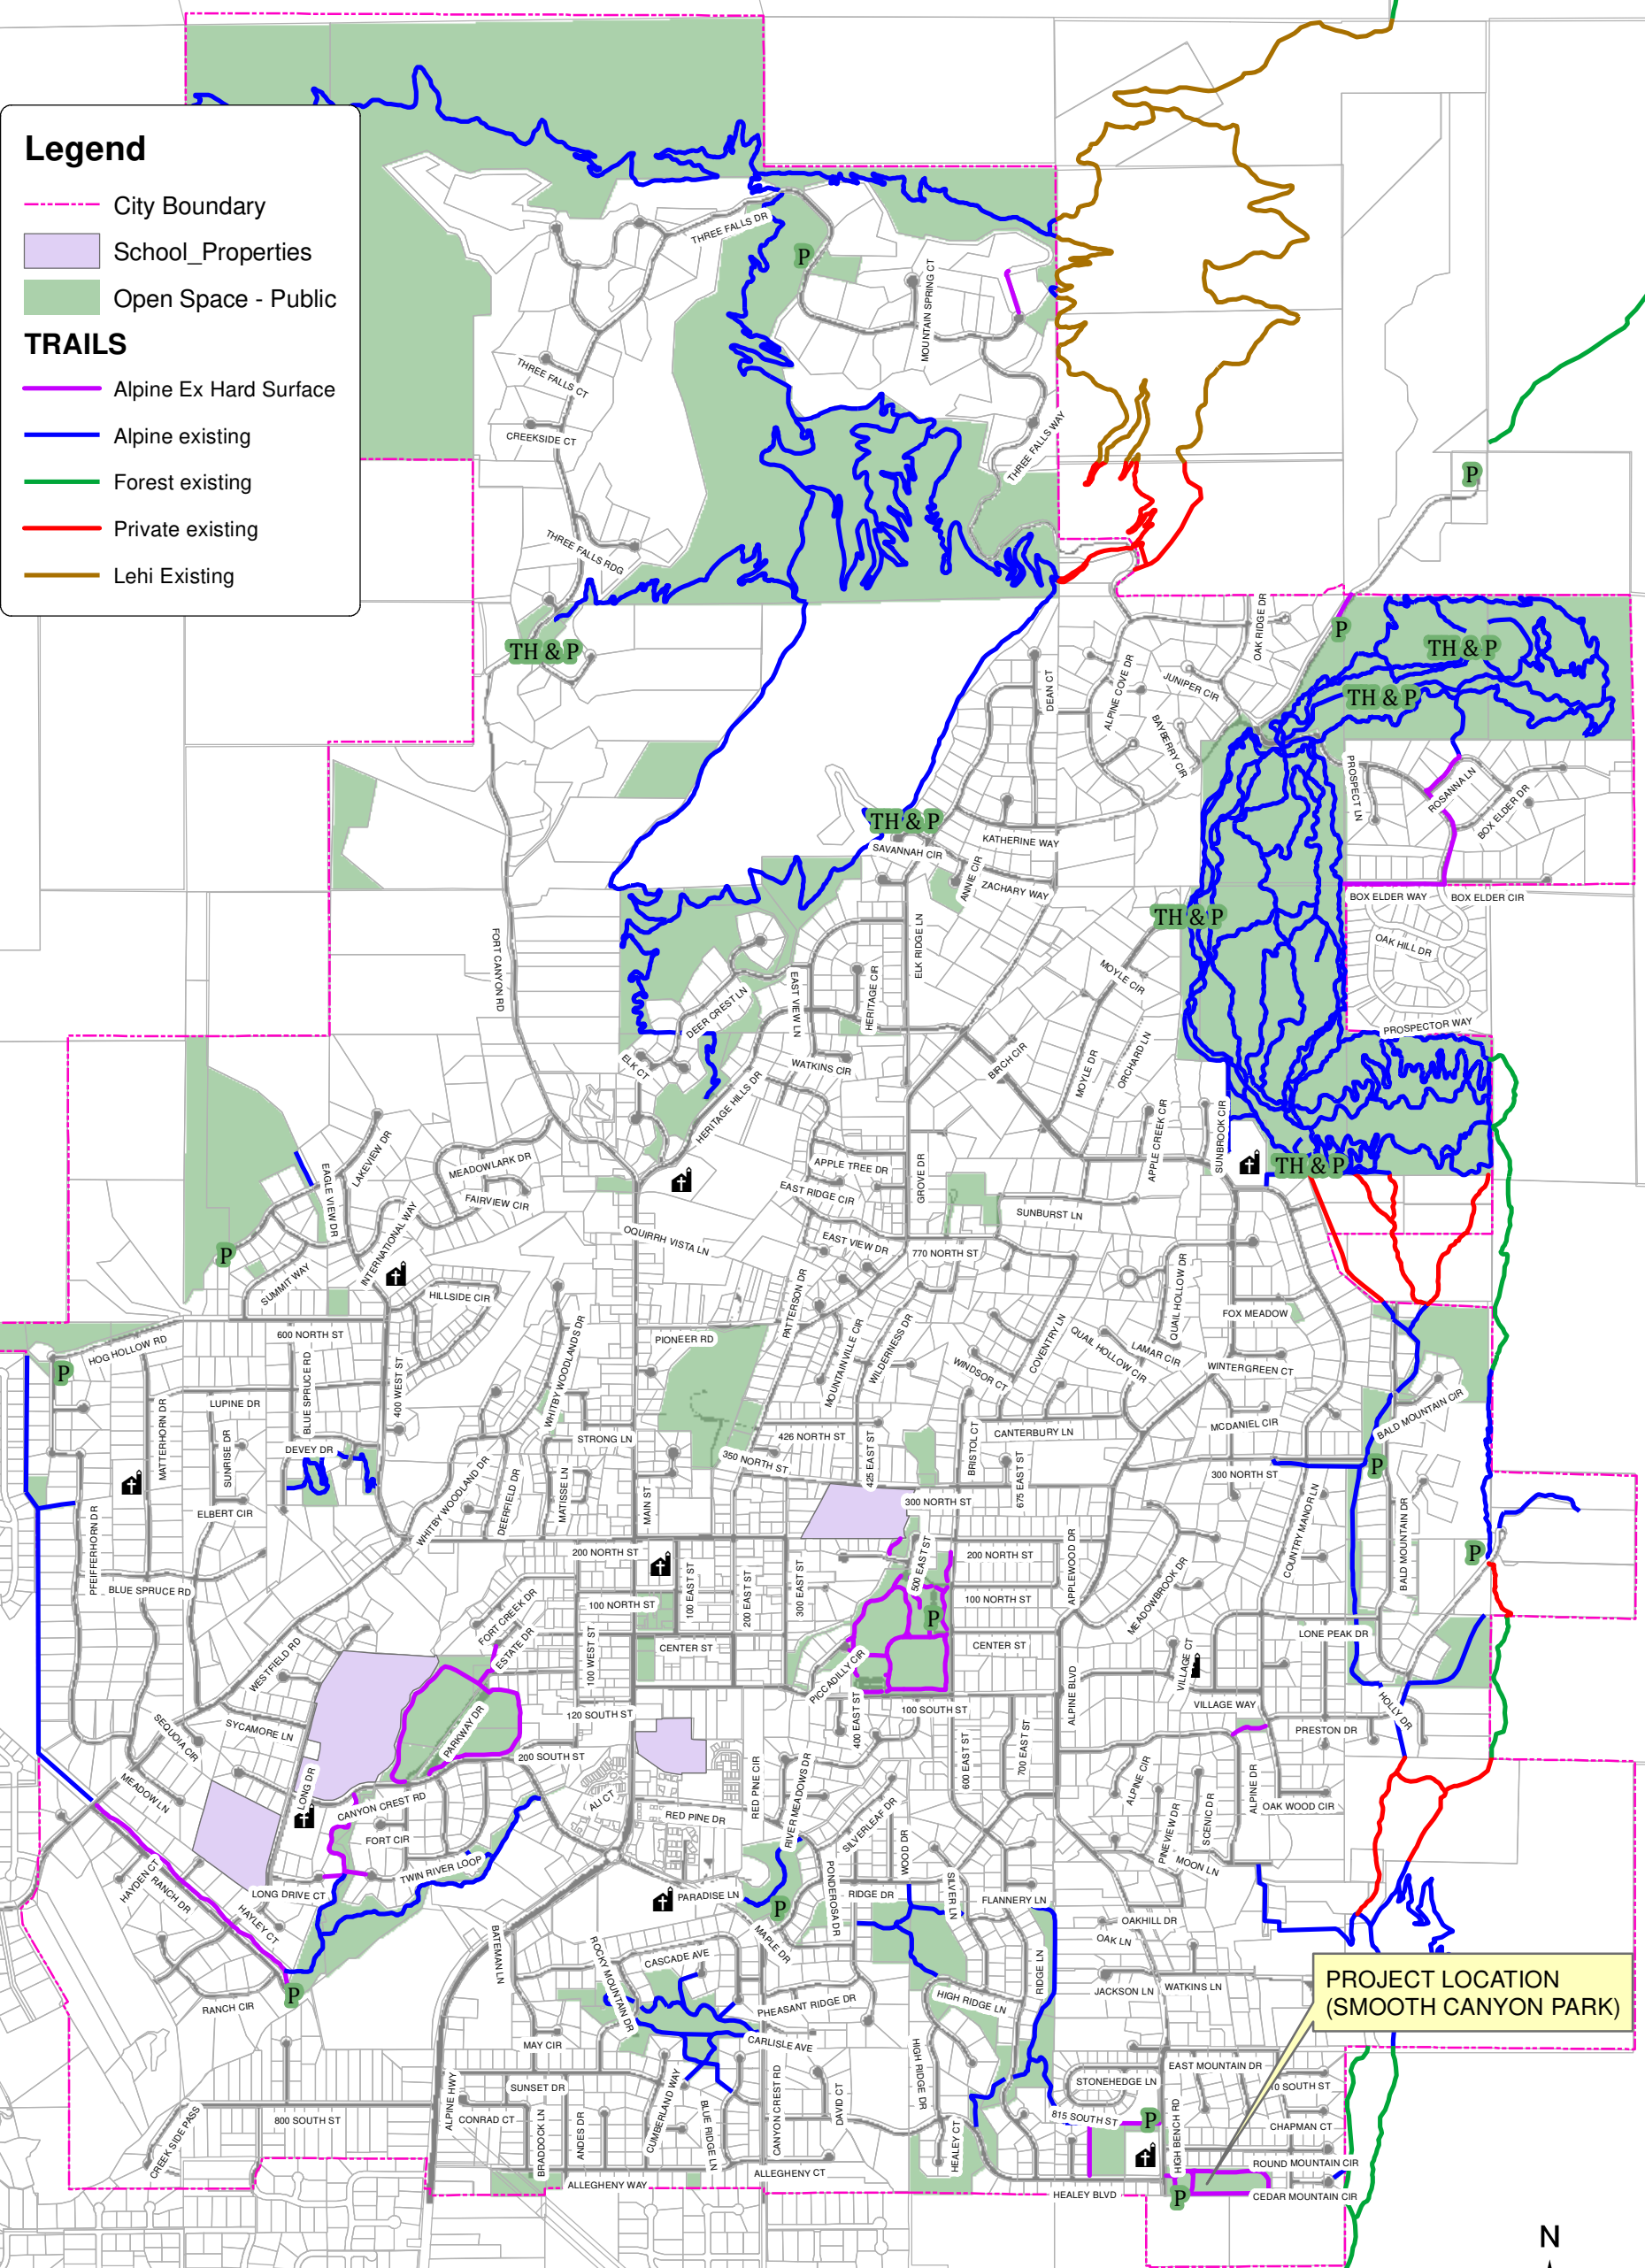 Legend
City Boundary
School_Properties
Open Space - Public
TRAILS
Alpine Ex Hard Surface
Alpine existing
Forest existing
Private existing
Lehi Existing
THREE FALLS DR
P
MOUNTAIN SPRING CT
THREE FALLS CT
CREEKSIDE CT
THREE FALLS WAY
P
THREE FALLS RDG
TH & P
OAK RIDGE DR
P
TH & P
TH & P
DEAN CT
ALPINE COVE DR
JUNIPER CIR
BAYBERRY CIR
PROSPECT LN
ROSANNA LN
BOX ELDER DR
TH & P
KATHERINE WAY
SAVANNAH CIR
ANNIE CIR
ZACHARY WAY
BOX ELDER WAY
BOX ELDER CIR
TH & P
OAK HILL DR
FORT CANYON RD
ELK RIDGE LN
MOYLE CIR
DEER CREST LN
EAST VIEW LN
HERITAGE CIR
PROSPECTOR WAY
ELK CT
WATKINS CIR
BIRCH CIR
MOYLE DR
ORCHARD LN
HERITAGE HILLS DR
APPLE CREEK CIR
SUNBROOK CIR
LAKEVIEW DR
MEADOWLARK DR
APPLE TREE DR
GROVE DR
TH & P
EAGLE VIEW DR
FAIRVIEW CIR
EAST RIDGE CIR
SUNBURST LN
INTERNATIONAL WAY
OQUIRRH VISTA LN
EAST VIEW DR
770 NORTH ST
P
SUMMIT WAY
HILLSIDE CIR
PATTERSON DR
QUAIL HOLLOW DR
FOX MEADOW
600 NORTH ST
HOG HOLLOW RD
PIONEER RD
WHITBY WOODLANDS DR
MOUNTAINVILLE CIR
WILDERNESS DR
COVENTRY LN
QUAIL HOLLOW CIR
LAMAR CIR
P
BLUE SPRUCE RD
400 WEST ST
WINDSOR CT
WINTERGREEN CT
LUPINE DR
MATTERHORN DR
BALD MOUNTAIN CIR
SUNRISE DR
DEVEY DR
STRONG LN
426 NORTH ST
CANTERBURY LN
MCDANIEL CIR
350 NORTH ST
425 EAST ST
BRISTOL CT
675 EAST ST
300 NORTH ST
P
WHITBY WOODLAND DR
DEERFIELD DR
MATISSE LN
MAIN ST
300 NORTH ST
ELBERT CIR
COUNTRY MANOR LN
BALD MOUNTAIN DR
PFEIFFERHORN DR
200 NORTH ST
200 NORTH ST
500 EAST ST
P
BLUE SPRUCE RD
100 EAST ST
200 EAST ST
300 EAST ST
APPLEWOOD DR
100 NORTH ST
100 NORTH ST
P
FORT CREEK DR
MEADOWBROOK DR
LONE PEAK DR
ESTATE DR
CENTER ST
CENTER ST
WESTFIELD RD
100 WEST ST
PICCADILLY CIR
VILLAGE CT
ALPINE BLVD
SYCAMORE LN
SEQUOIA CIR
PARKWAY DR
120 SOUTH ST
400 EAST ST
100 SOUTH ST
VILLAGE WAY
HOLLY DR
PRESTON DR
200 SOUTH ST
600 EAST ST
700 EAST ST
MEADOW LN
LONG DR
ALI CT
RED PINE CIR
RIVER MEADOWS DR
ALPINE CIR
ALPINE DR
CANYON CREST RD
RED PINE DR
OAK WOOD CIR
FORT CIR
SILVERLEAF DR
WOOD DR
PINEVIEW DR
SCENIC DR
TWIN RIVER LOOP
MOON LN
HAYDEN CT
RANCH DR
LONG DRIVE CT
PARADISE LN
PONDEROSA DR
RIDGE DR
SILVER LN
FLANNERY LN
HAYLEY CT
P
OAKHILL DR
OAK LN
MAPLE DR
BATEMAN LN
ROCKY MOUNTAIN DR
CASCADE AVE
RIDGE LN
P
RANCH CIR
PHEASANT RIDGE DR
HIGH RIDGE LN
JACKSON LN
WATKINS LN
PROJECT LOCATION
(SMOOTH CANYON PARK)
MAY CIR
CARLISLE AVE
HIGH RIDGE DR
EAST MOUNTAIN DR
SUNSET DR
ALPINE HWY
CUMBERLAND WAY
CANYON CREST RD
DAVID CT
STONEHEDGE LN
0 SOUTH ST
800 SOUTH ST
CONRAD CT
BRADDOCK LN
ANDES DR
BLUE RIDGE LN
815 SOUTH ST
P
CHAPMAN CT
CREEK SIDE PASS
HEALEY CT
HIGH BENCH RD
ALLEGHENY CT
ROUND MOUNTAIN CIR
ALLEGHENY WAY
HEALEY BLVD
P
CEDAR MOUNTAIN CIR
N